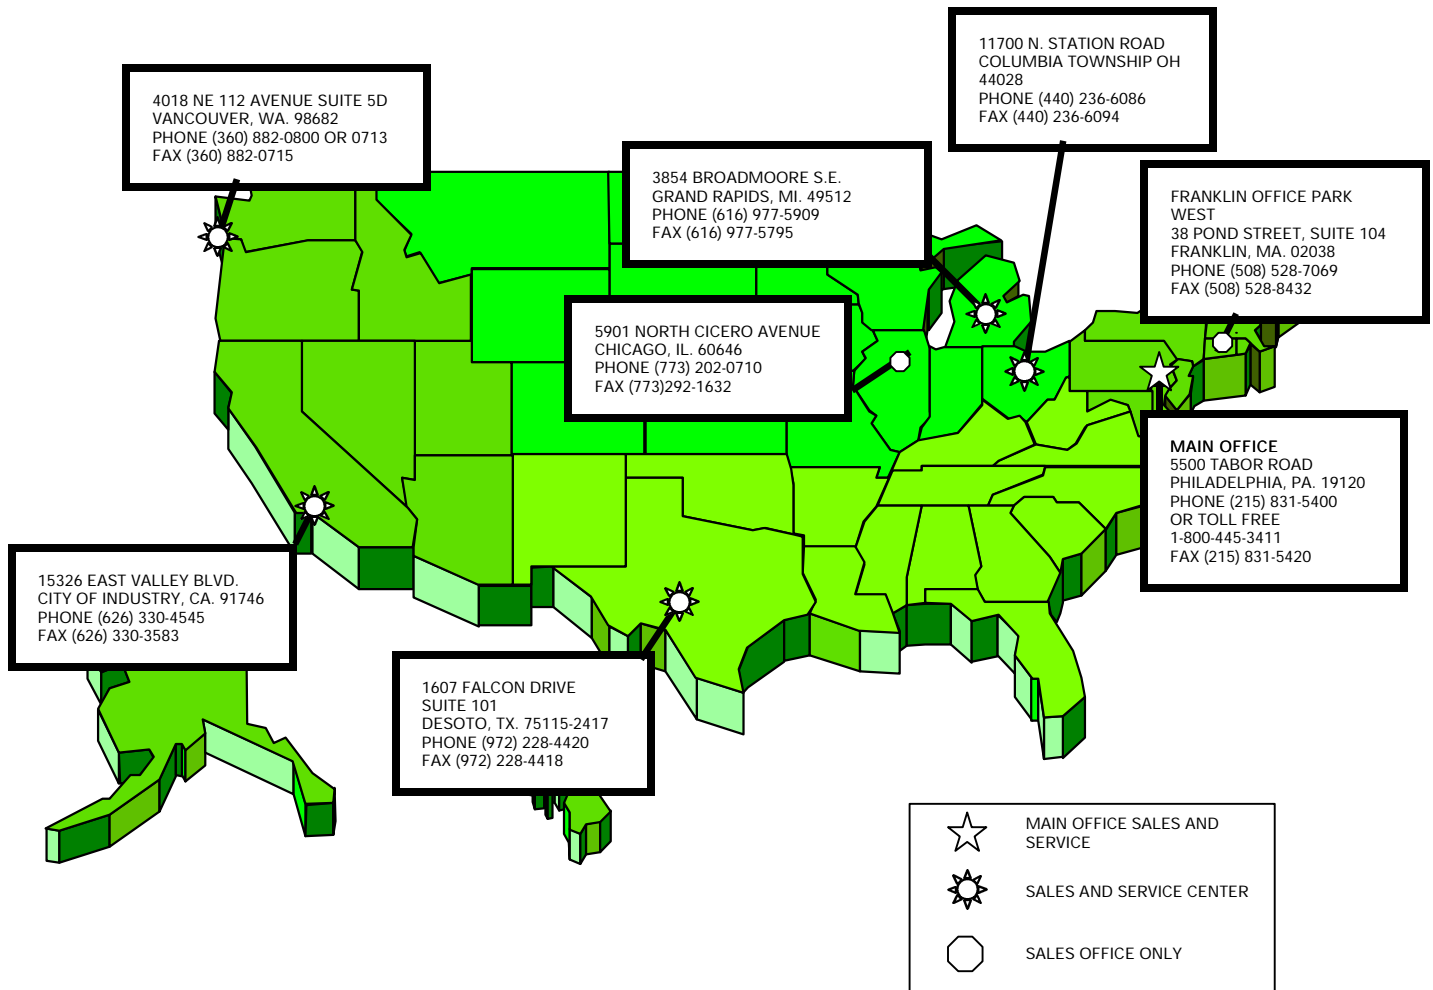 11700 N. STATION ROAD
COLUMBIA TOWNSHIP OH
44028
PHONE (440) 236-6086
FAX (440) 236-6094
4018 NE 112 AVENUE SUITE 5D
VANCOUVER, WA. 98682
PHONE (360) 882-0800 OR 0713
FAX (360) 882-0715
3854 BROADMOORE S.E.
GRAND RAPIDS, MI. 49512
PHONE (616) 977-5909
FAX (616) 977-5795
FRANKLIN OFFICE PARK
WEST
38 POND STREET, SUITE 104
FRANKLIN, MA. 02038
PHONE (508) 528-7069
FAX (508) 528-8432
5901 NORTH CICERO AVENUE
CHICAGO, IL. 60646
PHONE (773) 202-0710
FAX (773)292-1632
MAIN OFFICE
5500 TABOR ROAD
PHILADELPHIA, PA. 19120
PHONE (215) 831-5400
OR TOLL FREE
1-800-445-3411
FAX (215) 831-5420
15326 EAST VALLEY BLVD.
CITY OF INDUSTRY, CA. 91746
PHONE (626) 330-4545
FAX (626) 330-3583
1607 FALCON DRIVE
SUITE 101
DESOTO, TX. 75115-2417
PHONE (972) 228-4420
FAX (972) 228-4418
MAIN OFFICE SALES AND
SERVICE
SALES AND SERVICE CENTER
SALES OFFICE ONLY